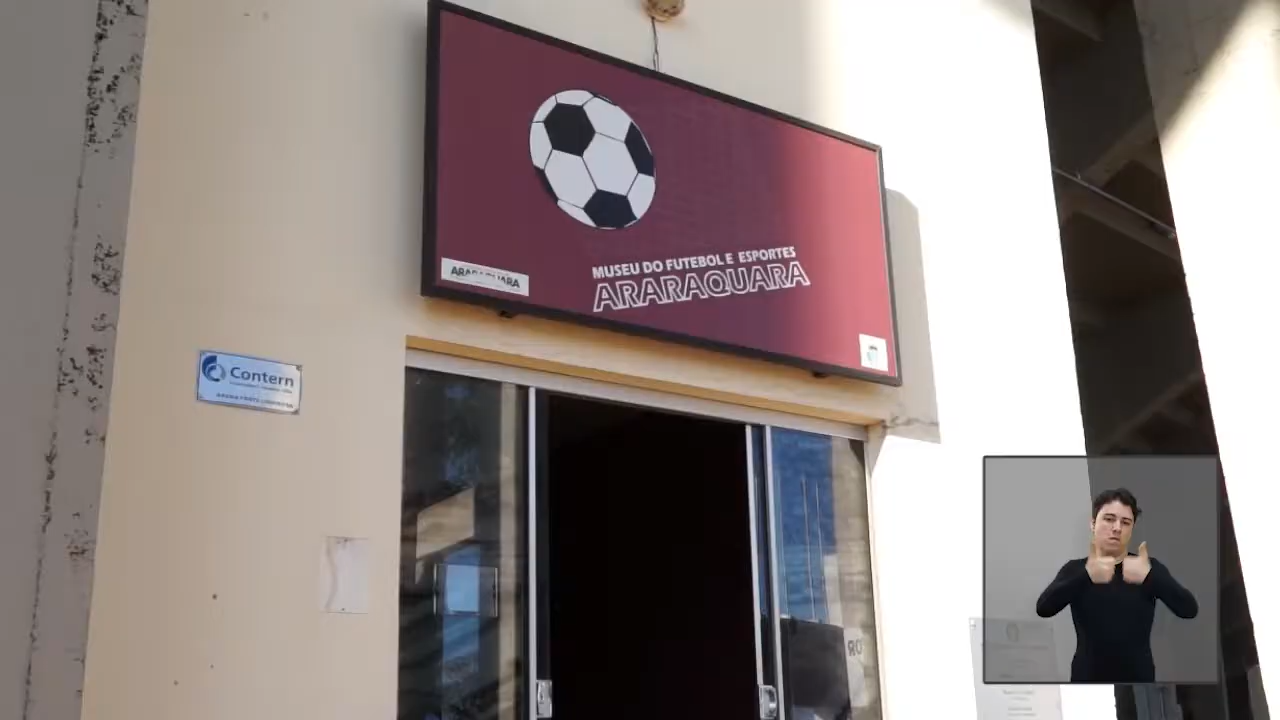 MUSEU DO FUTEBOL E ESPORTES
ARARAQUARA
ARARAQUARA
Contern